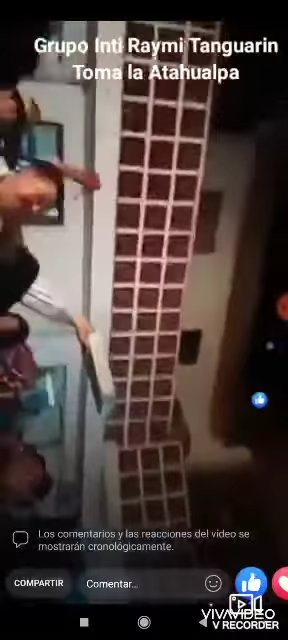 Grupo Inti Raymi Tanguarin
Toma la Atahualpa
Los comentarios y las reacciones del video se
mostrarán cronológicamente.
COMPARTIR
Comentar...
VIVAVIDEO
V RECORDER